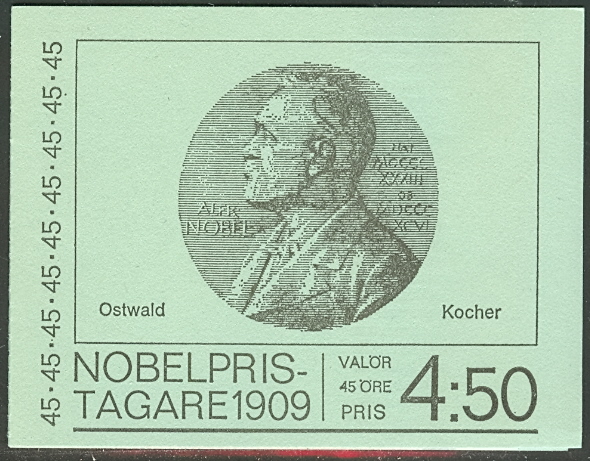 45·45·45·45·45·45·45·45·45
ALFR·
NOBEL
NAT
MDCCC
XXXIII
OB
MDCCC
XCVI
Ostwald
Kocher
NOBELPRIS-
TAGARE 1909
VALÖR
45 ÖRE
PRIS
4:50